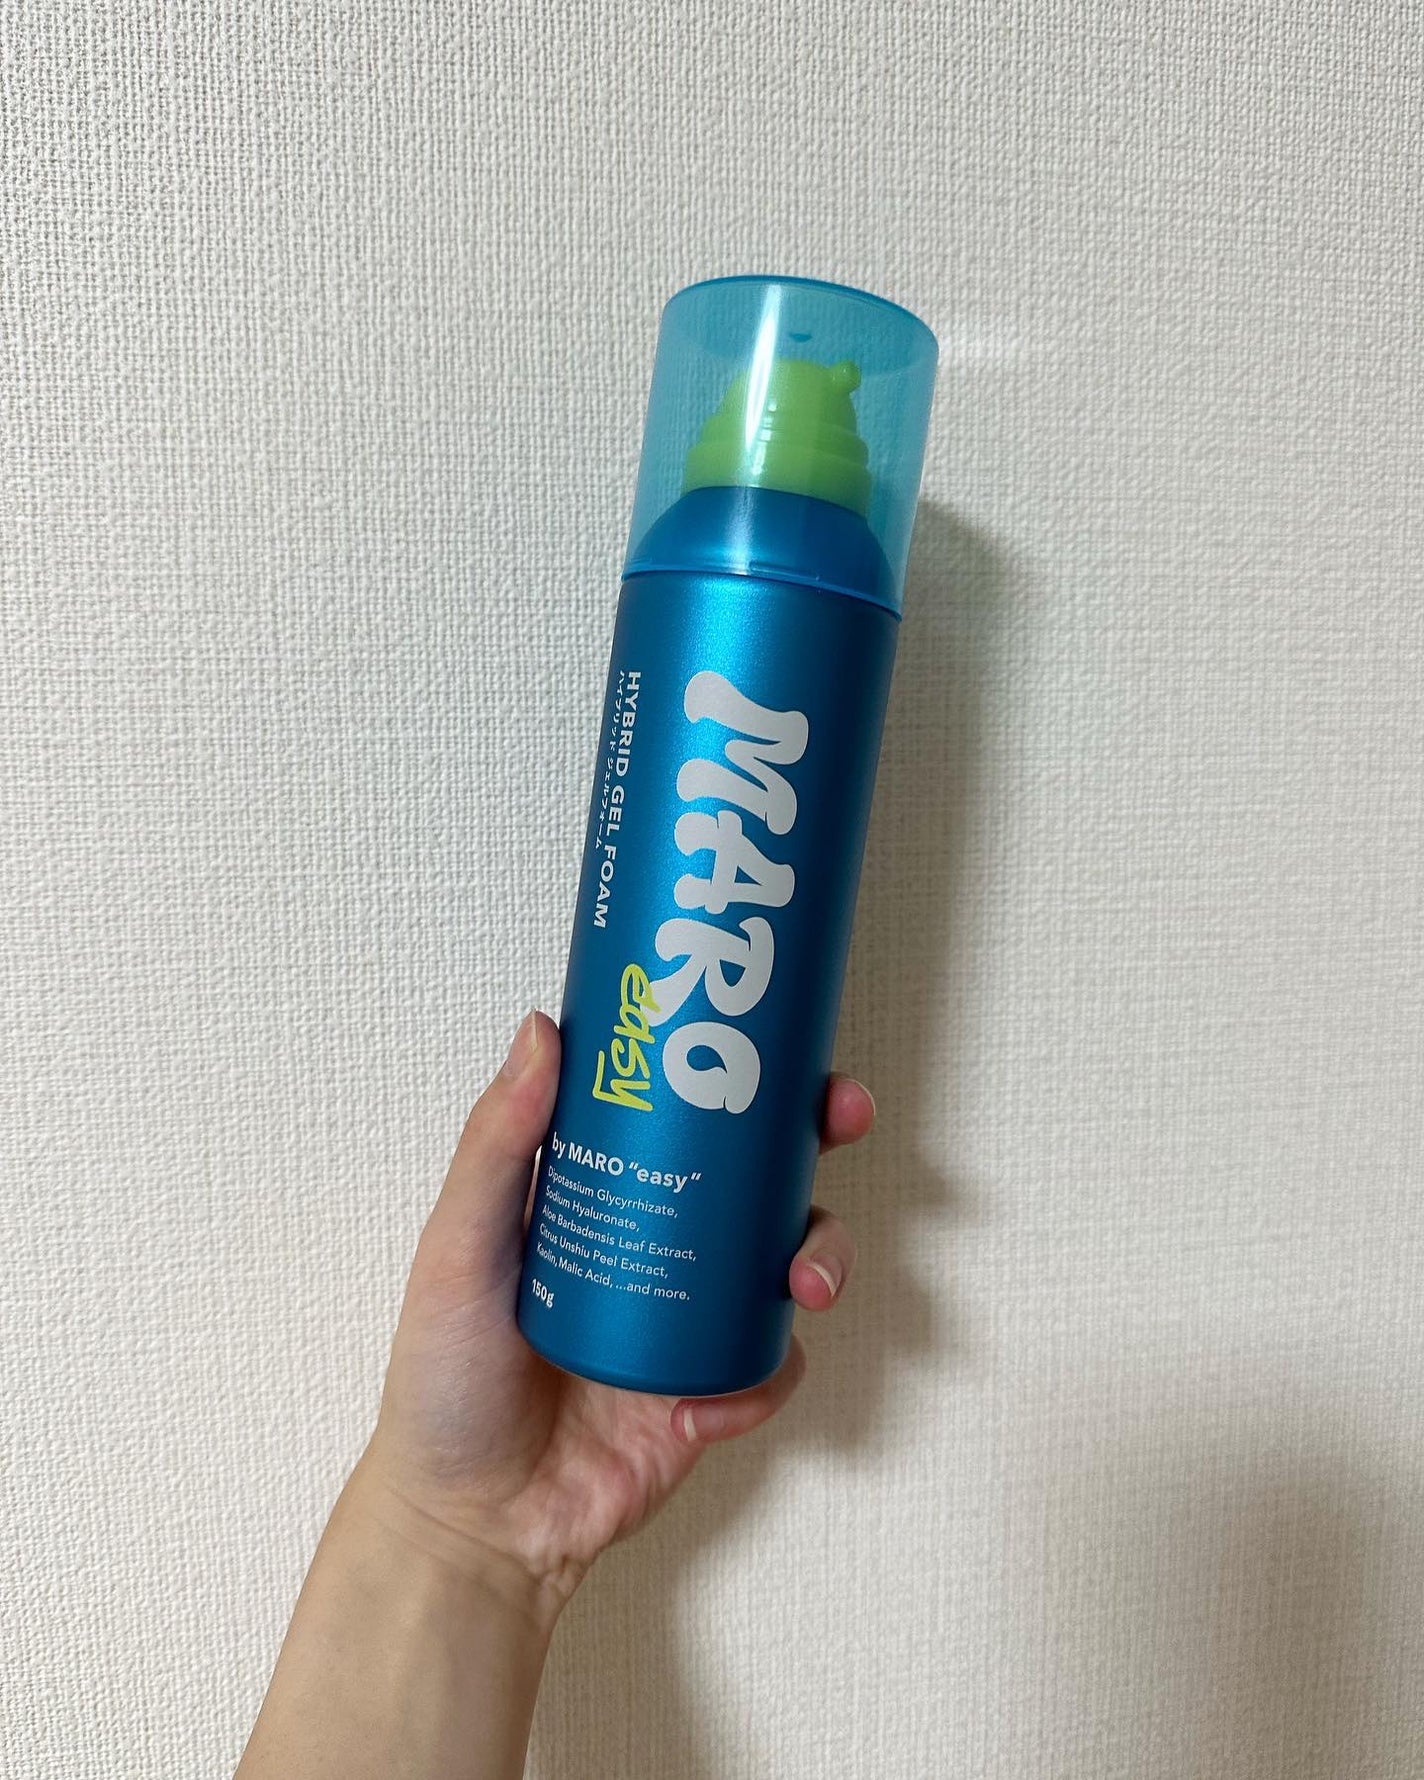 MARO
easy
HYBRID GEL FOAM
ハイブリッド ジェルフォーム
by MARO “easy”
Dipotassium Glycyrrhizate,
Sodium Hyaluronate,
Aloe Barbadensis Leaf Extract,
Citrus Unshiu Peel Extract,
Kaolin, Malic Acid, ...and more.
150g